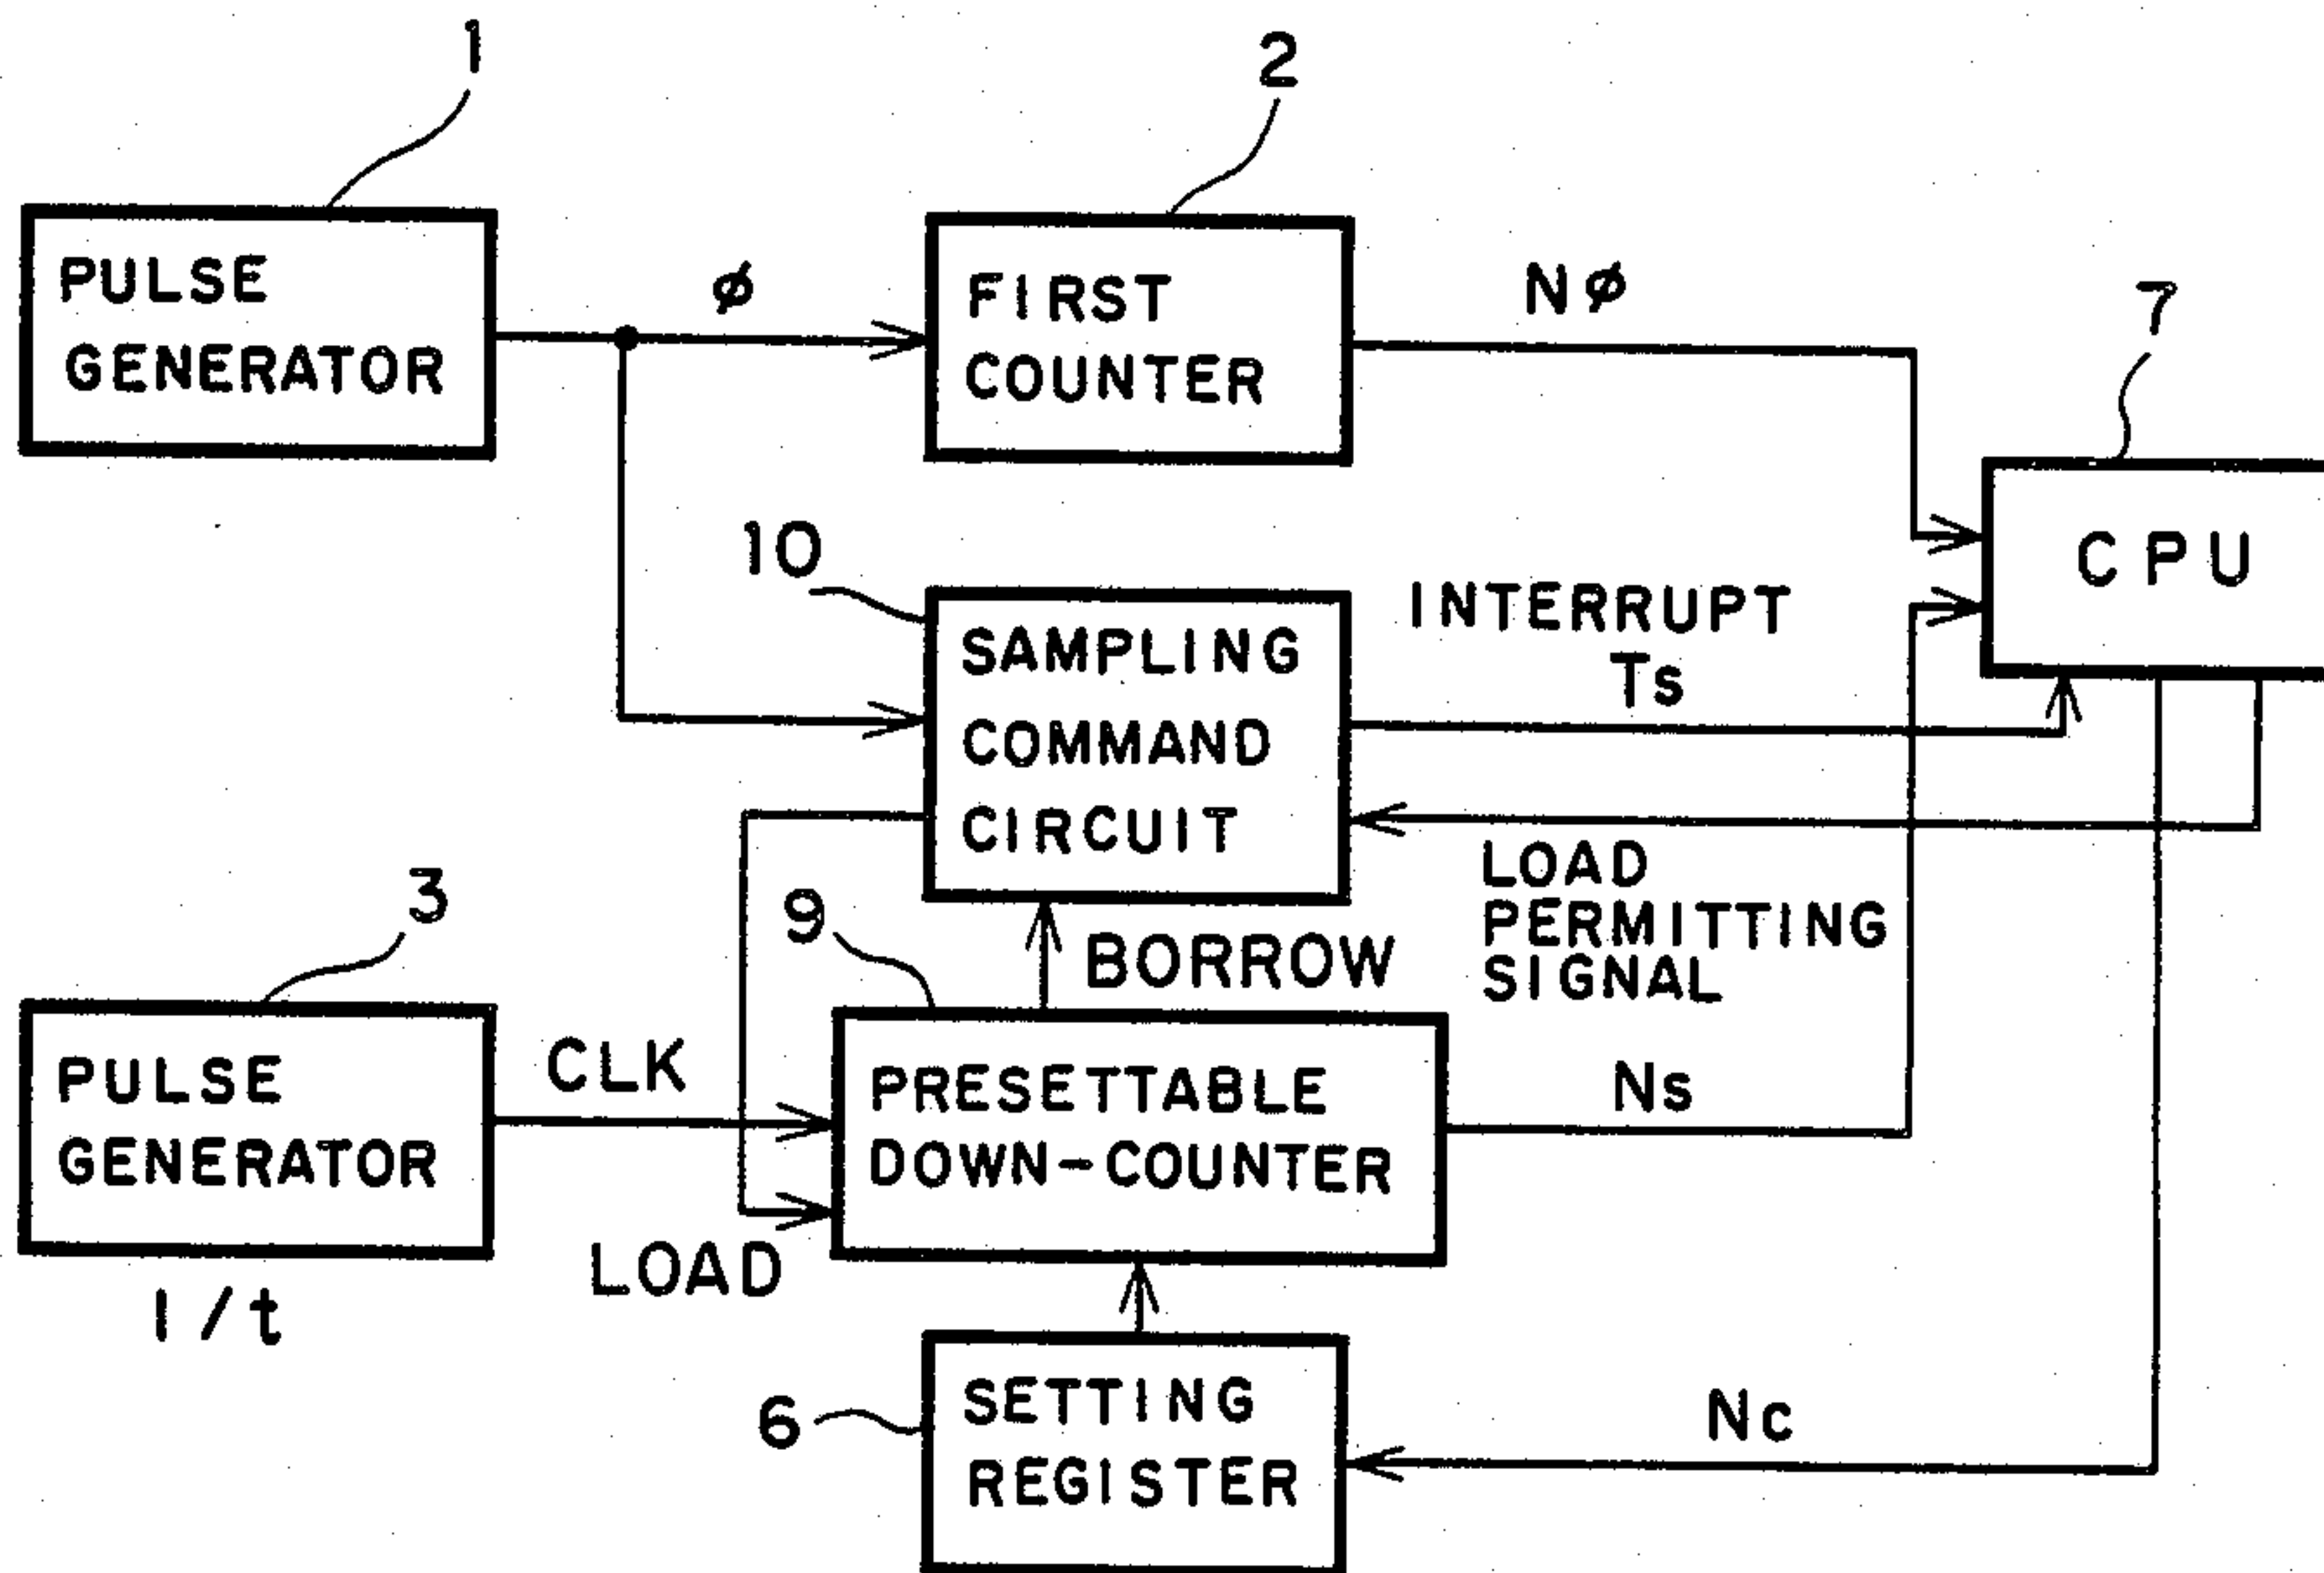 1
2
PULSE
GENERATOR
ø
FIRST
COUNTER
Nø
7
CPU
10
SAMPLING
COMMAND
CIRCUIT
INTERRUPT
Ts
LOAD
PERMITTING
SIGNAL
3
9
BORROW
PULSE
GENERATOR
CLK
PRESETTABLE
DOWN-COUNTER
Ns
LOAD
1/t
6
SETTING
REGISTER
Nc